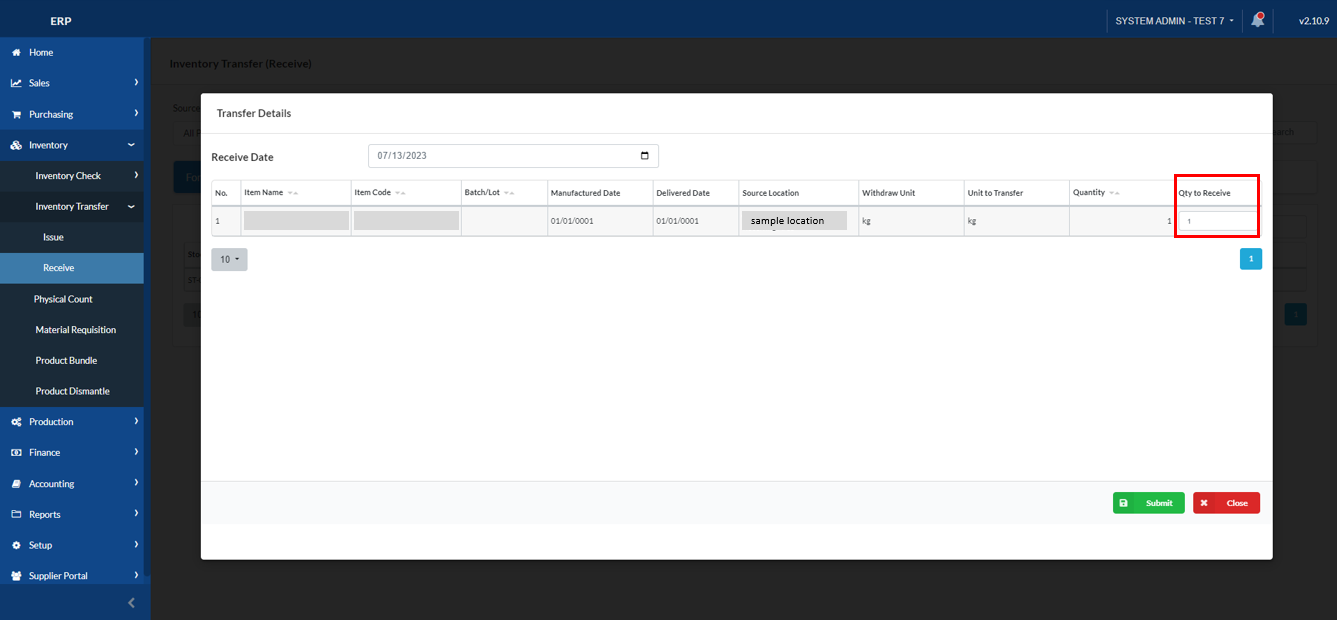 ERP
SYSTEM ADMIN - TEST 7
v2.10.9
Home
Sales
Purchasing
Inventory
Inventory Check
Inventory Transfer
Issue
Receive
Physical Count
Material Requisition
Product Bundle
Product Dismantle
Production
Finance
Accounting
Reports
Setup
Supplier Portal
Inventory Transfer (Receive)
Source
All
Transfer Details
Receive Date
07/13/2023
No. Item Name Item Code Batch/Lot Manufactured Date Delivered Date Source Location Withdraw Unit Unit to Transfer Quantity Qty to Receive
1 01/01/0001 01/01/0001 sample location kg kg 1 1
10
1
Submit
Close